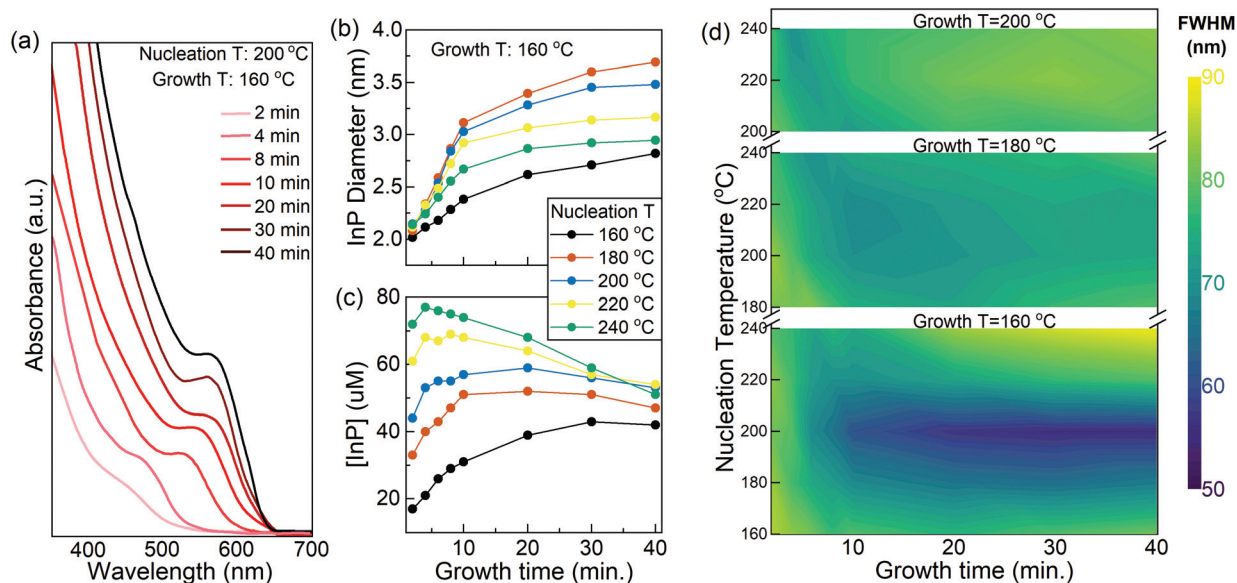 (a)
Nucleation T: 200 °C
Growth T: 160 °C
2 min
4 min
8 min
10 min
20 min
30 min
40 min
Absorbance (a.u.)
400 500 600 700
Wavelength (nm)
(b)
Growth T: 160 °C
4.0
3.5
3.0
2.5
2.0
InP Diameter (nm)
Nucleation T
160 °C
180 °C
200 °C
220 °C
240 °C
(c)
80
60
40
20
[InP] (uM)
10 20 30 40
Growth time (min.)
(d)
Growth T=200 °C
240
220
200
Growth T=180 °C
240
220
200
180
Growth T=160 °C
240
220
200
180
160
Nucleation Temperature (°C)
10 20 30 40
Growth time (min.)
FWHM
(nm)
90
80
70
60
50